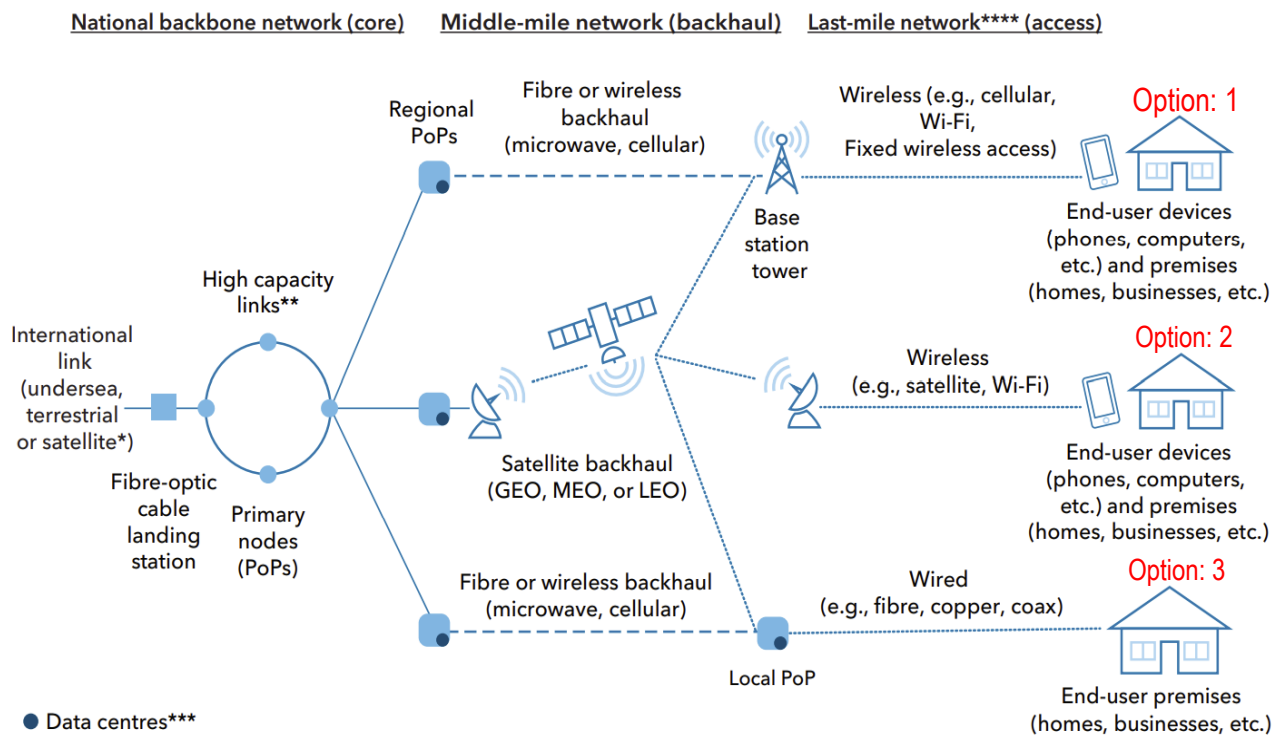 National backbone network (core)
Middle-mile network (backhaul)
Last-mile network**** (access)
Regional
PoPs
Fibre or wireless
backhaul
(microwave, cellular)
Wireless (e.g., cellular,
Wi-Fi,
Fixed wireless access)
Option: 1
Base
station
tower
End-user devices
(phones, computers,
etc.) and premises
(homes, businesses, etc.)
High capacity
links**
International
link
(undersea,
terrestrial
or satellite*)
Fibre-optic
cable
landing
station
Primary
nodes
(PoPs)
Satellite backhaul
(GEO, MEO, or LEO)
Wireless
(e.g., satellite, Wi-Fi)
Option: 2
End-user devices
(phones, computers,
etc.) and premises
(homes, businesses, etc.)
Fibre or wireless backhaul
(microwave, cellular)
Local PoP
Wired
(e.g., fibre, copper, coax)
Option: 3
End-user premises
(homes, businesses, etc.)
Data centres***